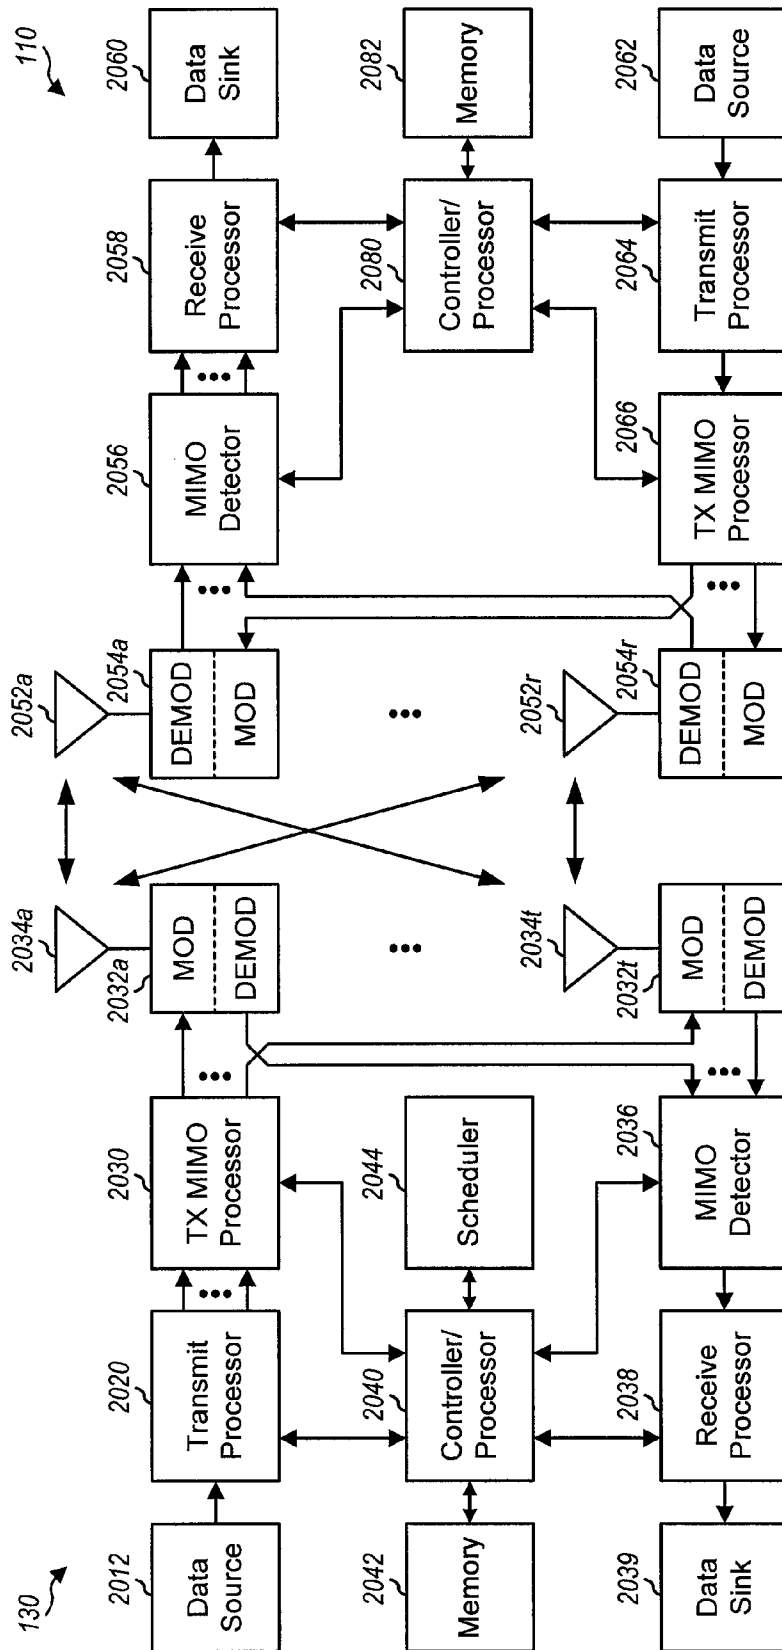 130
2012
Data
Source
2020
Transmit
Processor
2030
TX MIMO
Processor
2034a
2032a
MOD
DEMOD
2052a
2054a
DEMOD
MOD
2056
MIMO
Detector
2058
Receive
Processor
110
2060
Data
Sink
2042
Memory
2040
Controller/
Processor
2044
Scheduler
2080
Controller/
Processor
2082
Memory
2039
Data
Sink
2038
Receive
Processor
2036
MIMO
Detector
2034t
2032t
MOD
DEMOD
2052r
2054r
DEMOD
MOD
2066
TX MIMO
Processor
2064
Transmit
Processor
2062
Data
Source